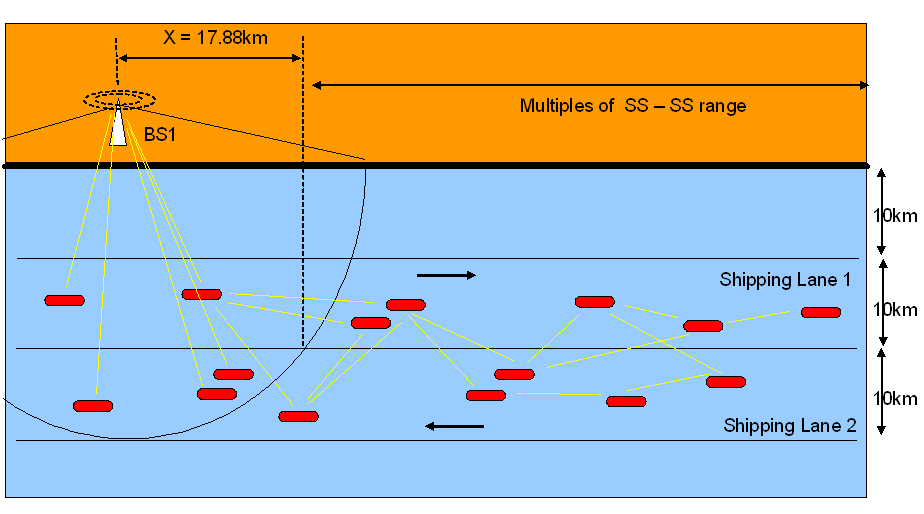 X = 17.88km
Multiples of SS – SS range
BS1
10km
Shipping Lane 1
10km
10km
Shipping Lane 2